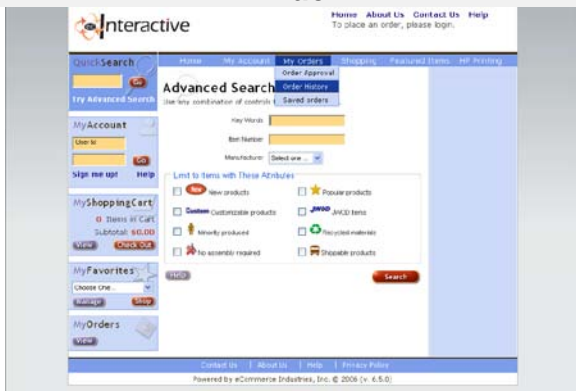 Interactive
Home About Us Contact Us Help
To place an order, please login.
QuickSearch
Go
Try Advanced Search
Home My Account My Orders Shopping Featured Items HP Printing
Order Approval
Order History
Saved orders
Advanced Search
Use any combination of controls
Key Words
Item Number
Manufacturer Select one ...
Limit to Items with These Attributes
New New products
Popular products
Custom Customizable products
JWOD JWOD items
Minority produced
Recycled materials
No assembly required
Shippable products
Help
Search
MyAccount
User Id
Go
Sign me up! Help
MyShoppingCart
0 Items in Cart
Subtotal: $0.00
View Check Out
MyFavorites
Choose One...
Manage Shop
MyOrders
View
Contact Us | About Us | Help | Privacy Policy
Powered by eCommerce Industries, Inc. © 2006 (v. 6.5.0)